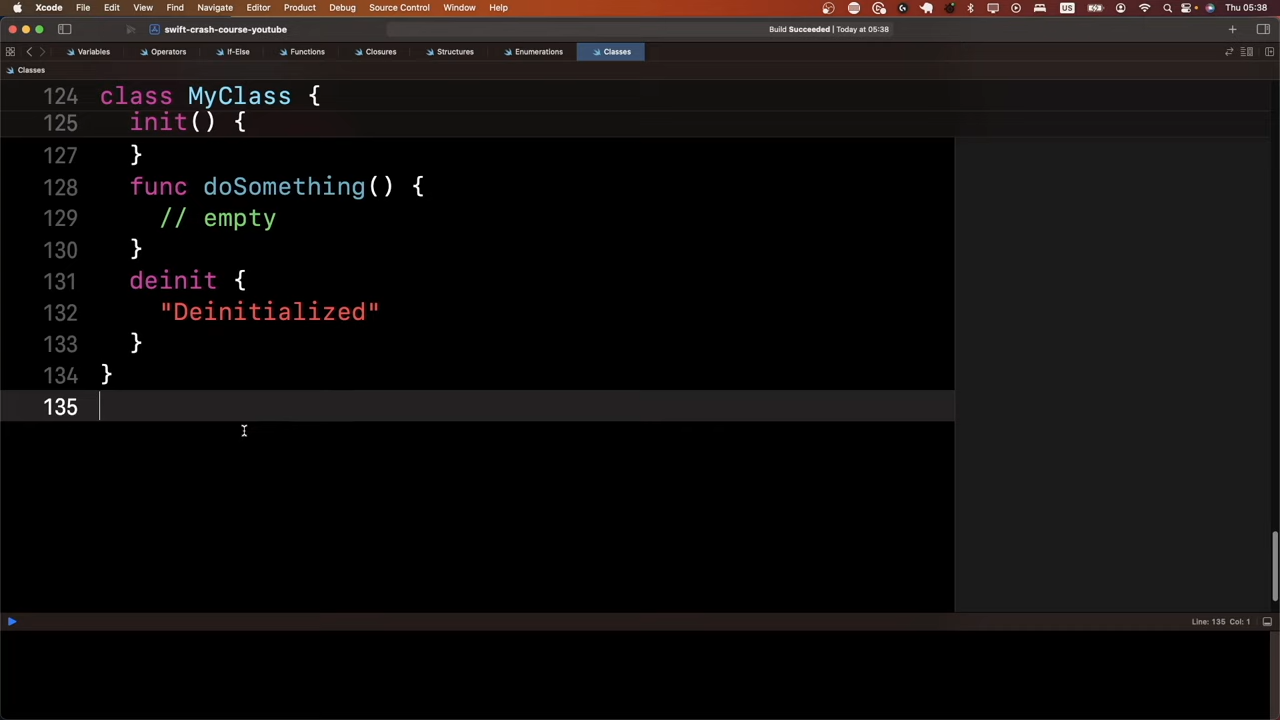 Xcode File Edit View Find Navigate Editor Product Debug Source Control Window Help US Thu 05:38
swift-crash-course-youtube Build Succeeded | Today at 05:38
Variables Operators If-Else Functions Closures Structures Enumerations Classes
Classes
124 class MyClass {
125 init() {
127 }
128 func doSomething() {
129 // empty
130 }
131 deinit {
132 "Deinitialized"
133 }
134 }
135
Line: 135 Col: 1